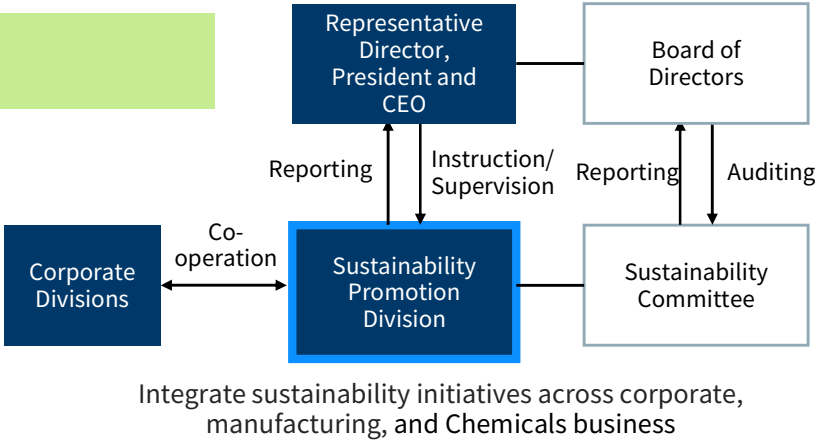 Representative
Director,
President and
CEO
Board of
Directors
Reporting
Instruction/
Supervision
Reporting
Auditing
Co-
operation
Corporate
Divisions
Sustainability
Promotion
Division
Sustainability
Committee
Integrate sustainability initiatives across corporate,
manufacturing, and Chemicals business